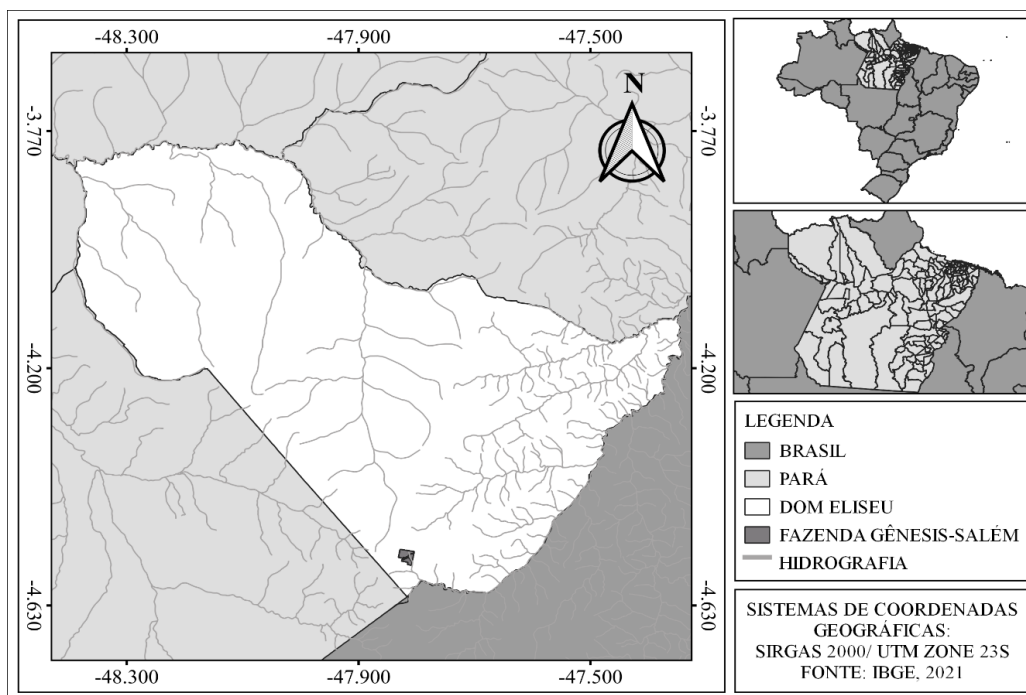 -48.300 -47.900 -47.500
N
-3.770 -3.770
-4.200 -4.200
-4.630 -4.630
-48.300 -47.900 -47.500
LEGENDA
BRASIL
PARÁ
DOM ELISEU
FAZENDA GÊNESIS-SALÉM
HIDROGRAFIA
SISTEMAS DE COORDENADAS
GEOGRÁFICAS:
SIRGAS 2000/ UTM ZONE 23S
FONTE: IBGE, 2021